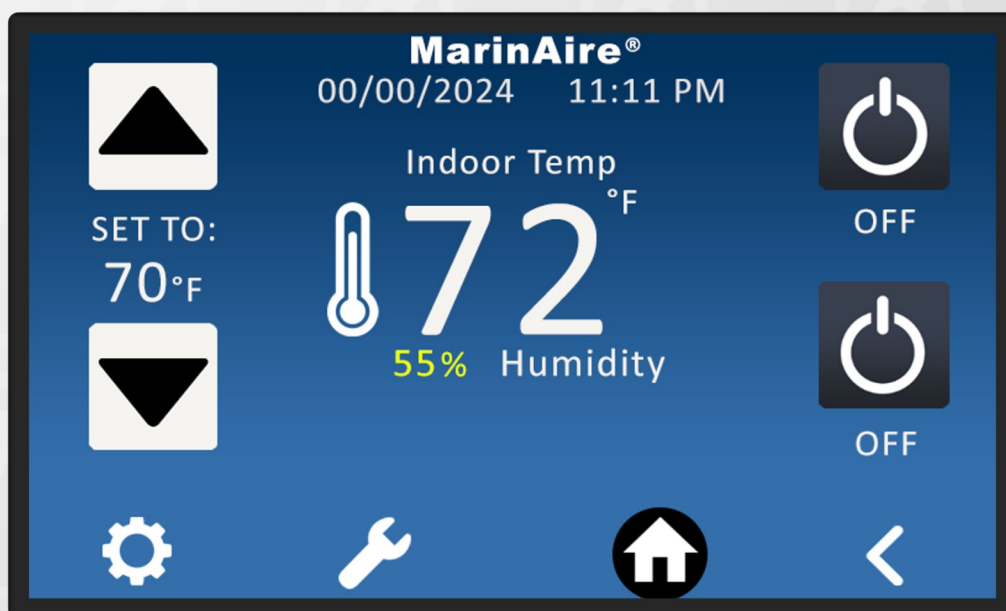 MarinAire®
00/00/2024 11:11 PM
Indoor Temp
72 °F
55% Humidity
SET TO:
70°F
OFF
OFF